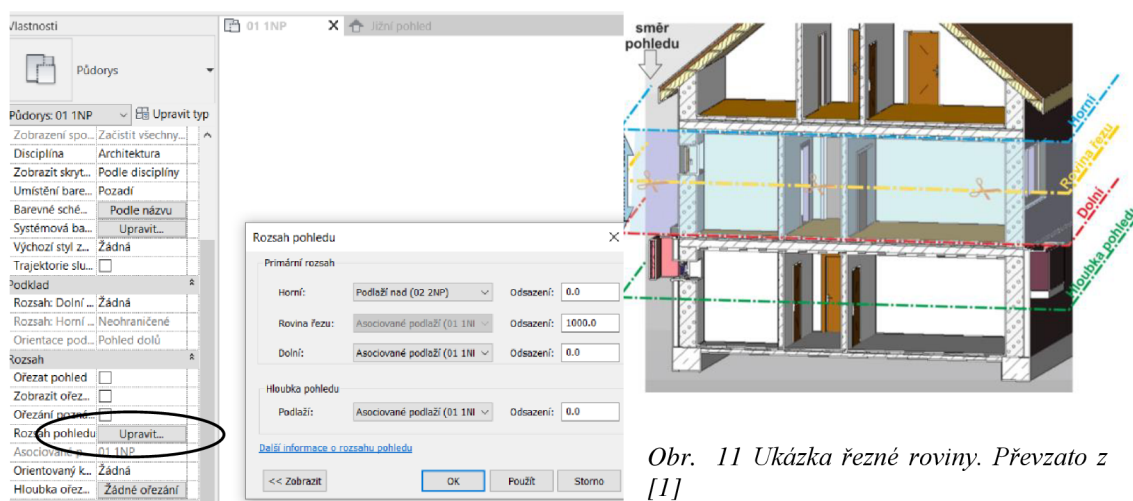 Vlastnosti
Půdorys
Půdorys: 01 1NP
Upravit typ
Zobrazení spo... Začistit všechny...
Disciplína Architektura
Zobrazit skryt... Podle disciplíny
Umístění bare... Pozadí
Barevné sché... Podle názvu
Systémová ba... Upravit...
Výchozí styl z... Žádná
Trajektorie slu...
Podklad
Rozsah: Dolní ... Žádná
Rozsah: Horní ... Neohraničené
Orientace pod... Pohled dolů
Rozsah
Ořezat pohled
Zobrazit ořez...
Ořezání pozná...
Rozsah pohledu Upravit...
Asociované p... 01 1NP
Orientovaný k... Žádná
Hloubka ořez... Žádné ořezání
01 1NP
X
Jižní pohled
Rozsah pohledu
Primární rozsah
Horní: Podlaží nad (02 2NP) Odsazení: 0.0
Rovina řezu: Asociované podlaží (01 1NI Odsazení: 1000.0
Dolní: Asociované podlaží (01 1NI Odsazení: 0.0
Hloubka pohledu
Podlaží: Asociované podlaží (01 1NI Odsazení: 0.0
Další informace o rozsahu pohledu
<< Zobrazit OK Použít Storno
směr
pohledu
Horní
Rovina řezu
Dolní
Hloubka pohledu
Obr. 11 Ukázka řezné roviny. Převzato z
[1]